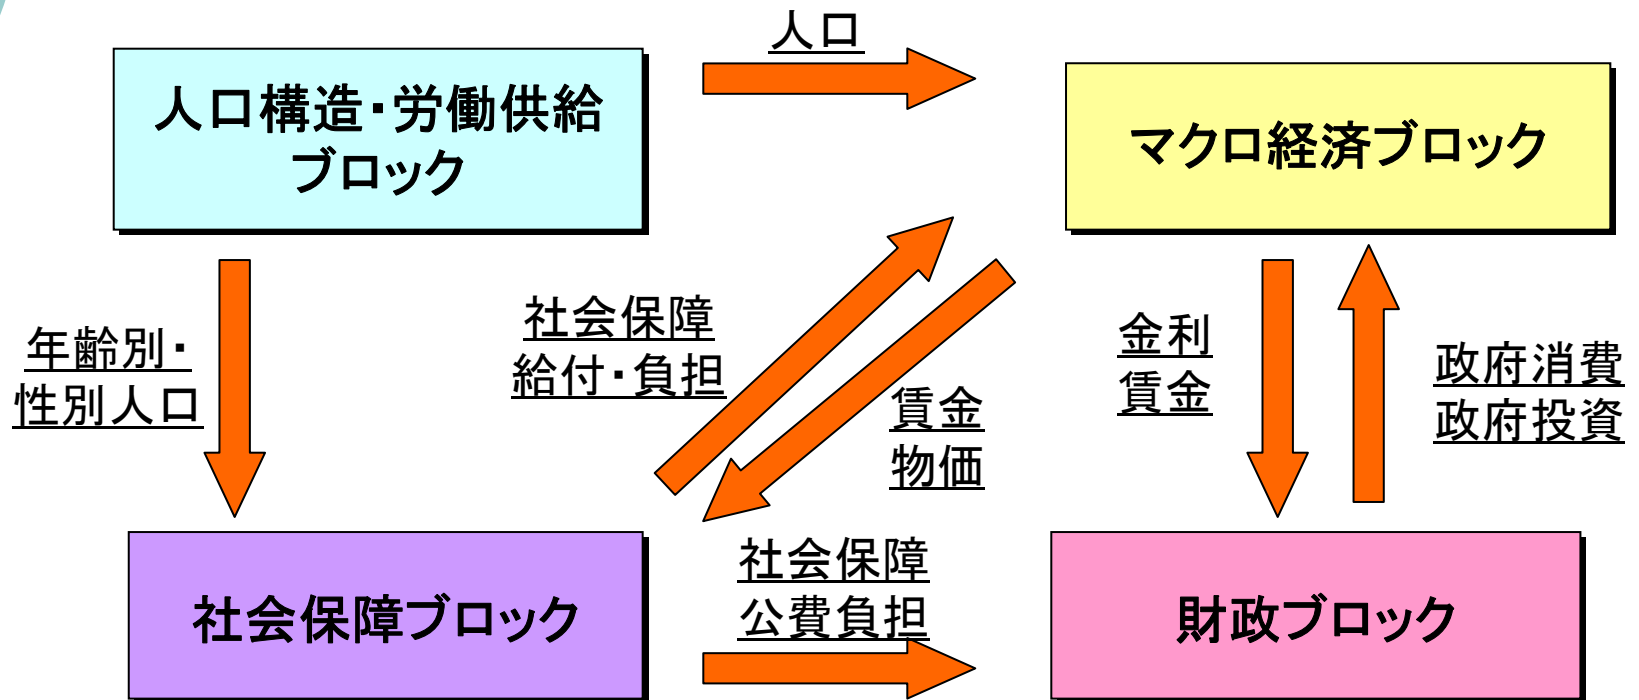 人口
人口構造・労働供給
ブロック
マクロ経済ブロック
年齢別・
性別人口
社会保障
給付・負担
賃金
物価
金利
賃金
政府消費
政府投資
社会保障
公費負担
社会保障ブロック
財政ブロック